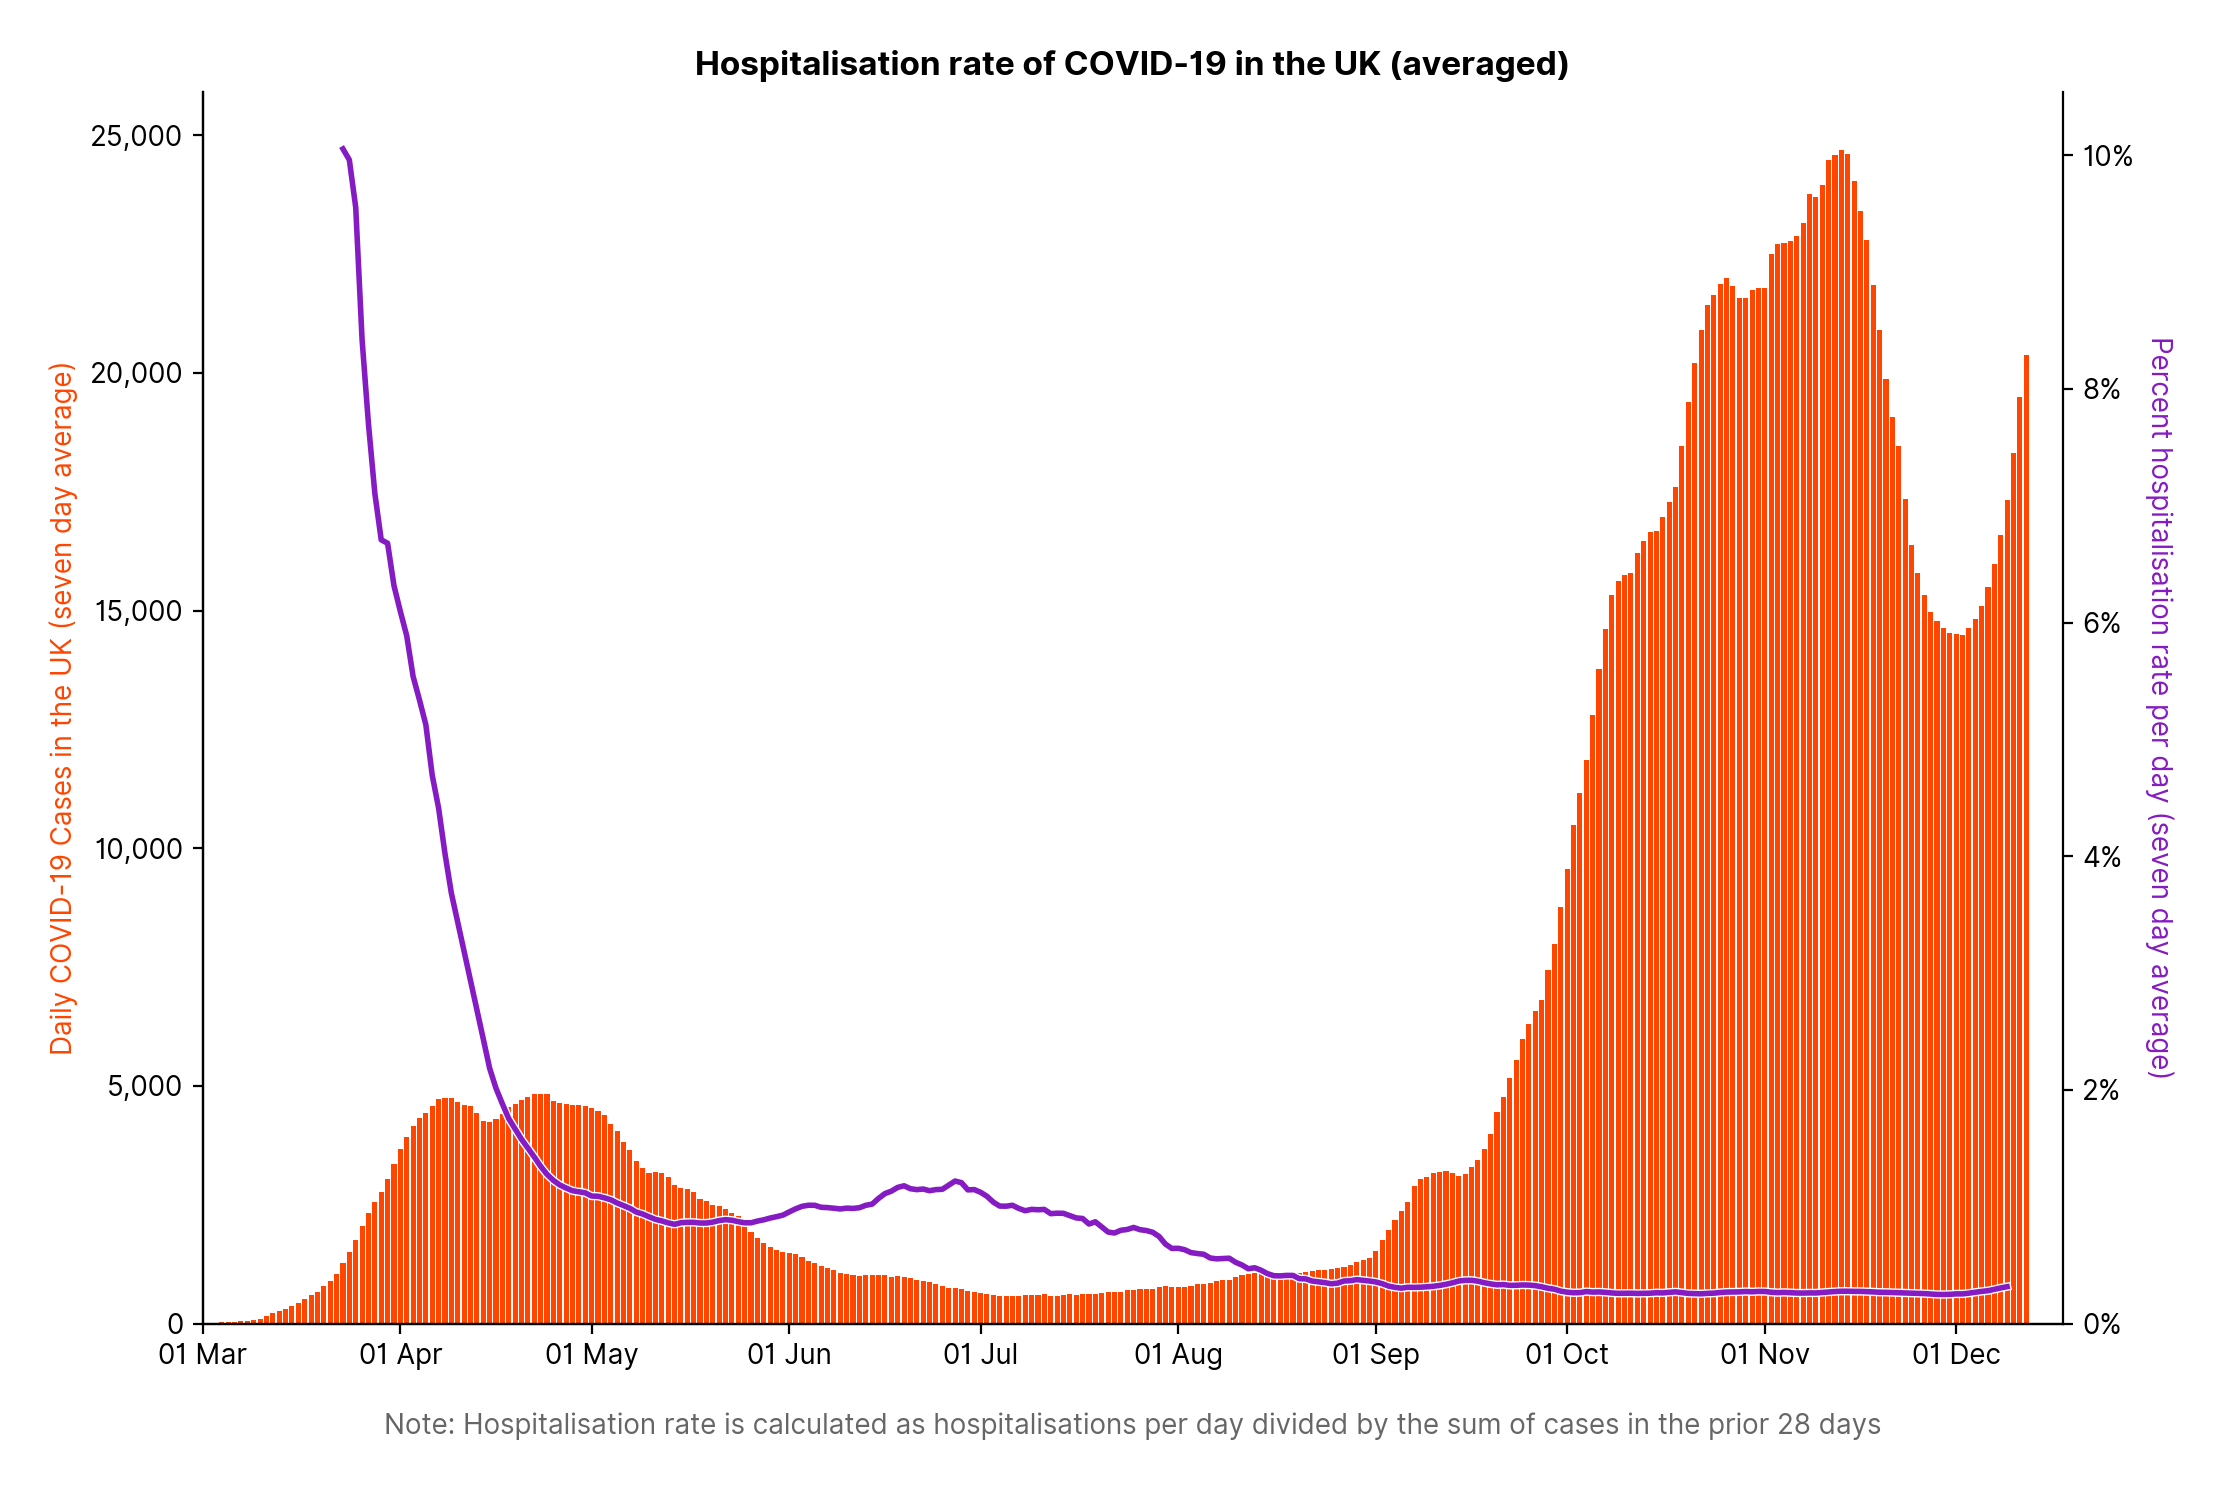 Hospitalisation rate of COVID-19 in the UK (averaged)
Daily COVID-19 Cases in the UK (seven day average)
25,000
20,000
15,000
10,000
5,000
0
10%
8%
6%
4%
2%
0%
Percent hospitalisation rate per day (seven day average)
01 Mar
01 Apr
01 May
01 Jun
01 Jul
01 Aug
01 Sep
01 Oct
01 Nov
01 Dec
Note: Hospitalisation rate is calculated as hospitalisations per day divided by the sum of cases in the prior 28 days